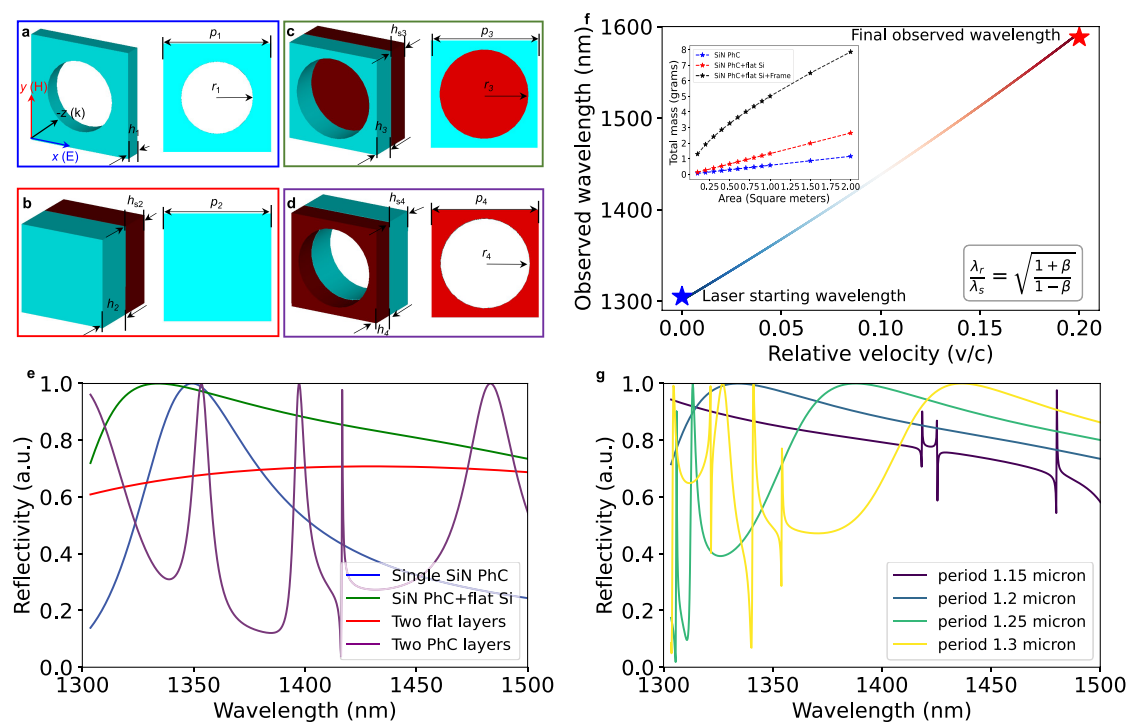 a
p1
r1
h1
y (H)
-z (k)
x (E)
c
hs3
p3
r3
h3
b
p2
h2
d
hs2
hs4
p4
r4
h4
f
Observed wavelength (nm)
1600
1500
1400
1300
Final observed wavelength
Laser starting wavelength
λr/λs = √(1 + β)/(1 − β)
0.00 0.05 0.10 0.15 0.20
Relative velocity (v/c)
SiN PhC
SiN PhC+flat Si
SiN PhC+flat Si+Frame
Total mass (grams)
8
7
6
5
4
3
2
1
0
0.25 0.50 0.75 1.00 1.25 1.50 1.75 2.00
Area (Square meters)
e
Reflectivity (a.u.)
1.0
0.8
0.6
0.4
0.2
0.0
Single SiN PhC
SiN PhC+flat Si
Two flat layers
Two PhC layers
1300 1350 1400 1450 1500
Wavelength (nm)
g
Reflectivity (a.u.)
1.0
0.8
0.6
0.4
0.2
0.0
period 1.15 micron
period 1.2 micron
period 1.25 micron
period 1.3 micron
1300 1350 1400 1450 1500
Wavelength (nm)